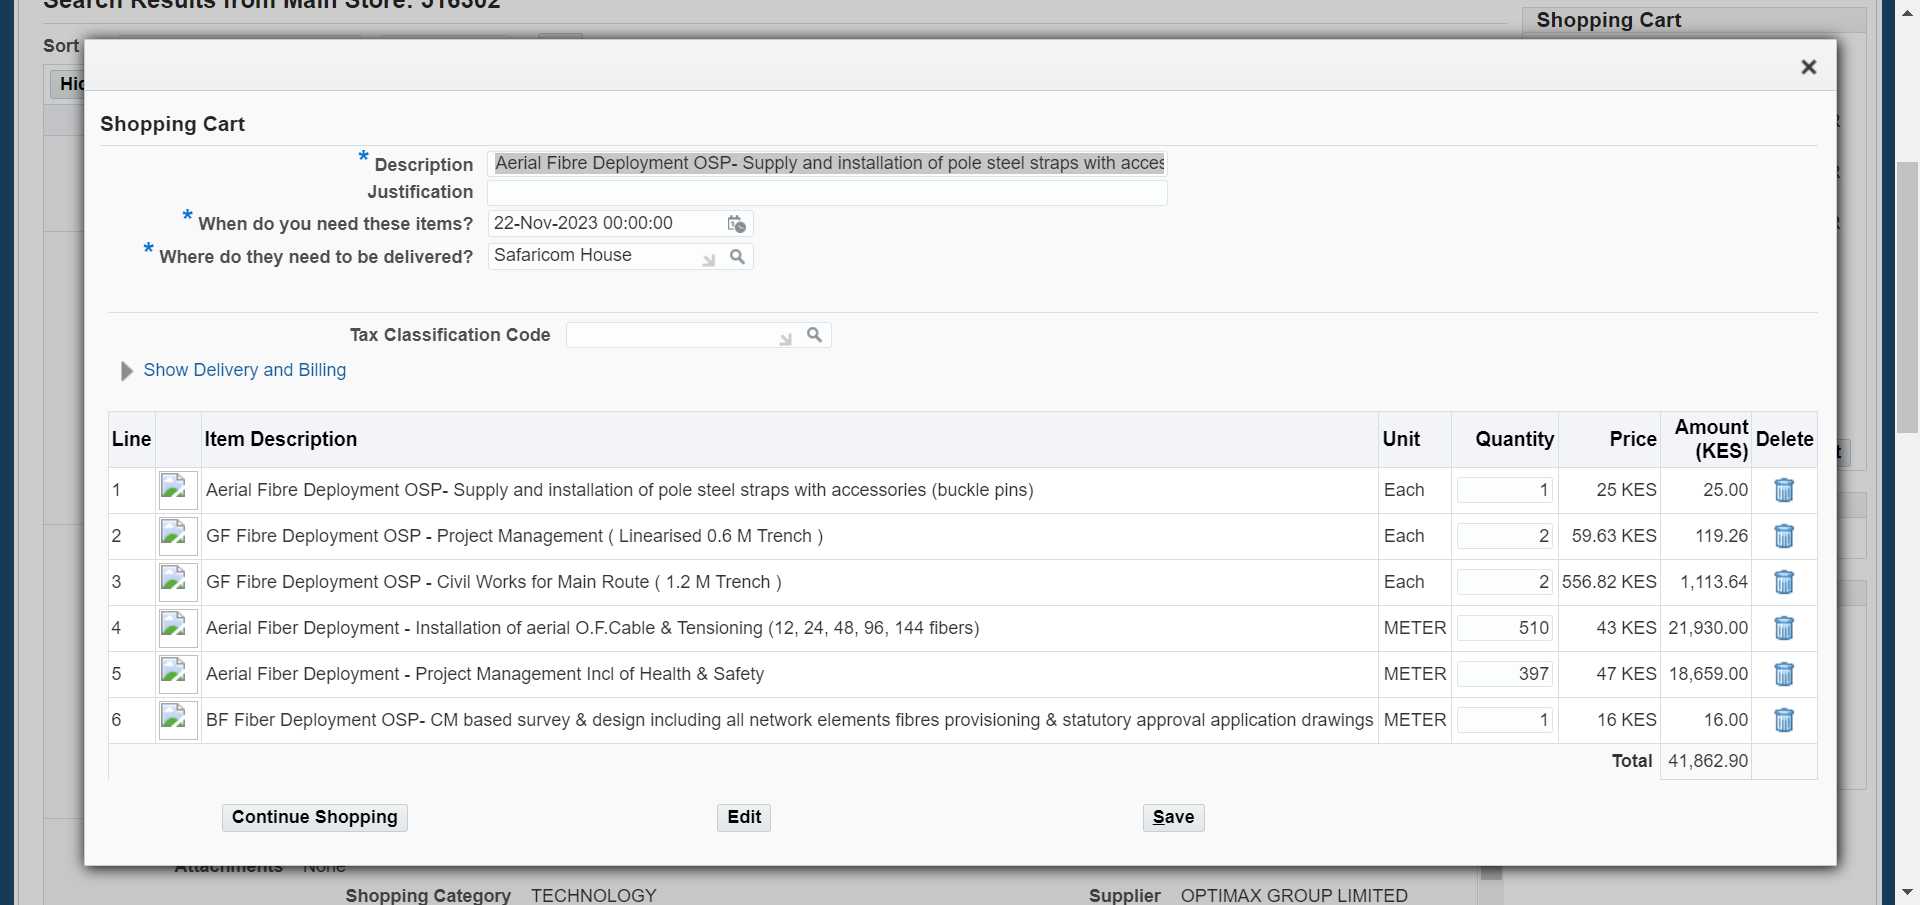 Search Results from Main Store: 516302
Shopping Cart
Sort
Shopping Cart
* Description Aerial Fibre Deployment OSP- Supply and installation of pole steel straps with acces
Justification
* When do you need these items? 22-Nov-2023 00:00:00
* Where do they need to be delivered? Safaricom House
Tax Classification Code
Show Delivery and Billing
Line Item Description Unit Quantity Price Amount (KES) Delete
1 Aerial Fibre Deployment OSP- Supply and installation of pole steel straps with accessories (buckle pins) Each 1 25 KES 25.00
2 GF Fibre Deployment OSP - Project Management ( Linearised 0.6 M Trench ) Each 2 59.63 KES 119.26
3 GF Fibre Deployment OSP - Civil Works for Main Route ( 1.2 M Trench ) Each 2 556.82 KES 1,113.64
4 Aerial Fiber Deployment - Installation of aerial O.F.Cable & Tensioning (12, 24, 48, 96, 144 fibers) METER 510 43 KES 21,930.00
5 Aerial Fiber Deployment - Project Management Incl of Health & Safety METER 397 47 KES 18,659.00
6 BF Fiber Deployment OSP- CM based survey & design including all network elements fibres provisioning & statutory approval application drawings METER 1 16 KES 16.00
Total 41,862.90
Continue Shopping Edit Save
Attachments None
Shopping Category TECHNOLOGY Supplier OPTIMAX GROUP LIMITED